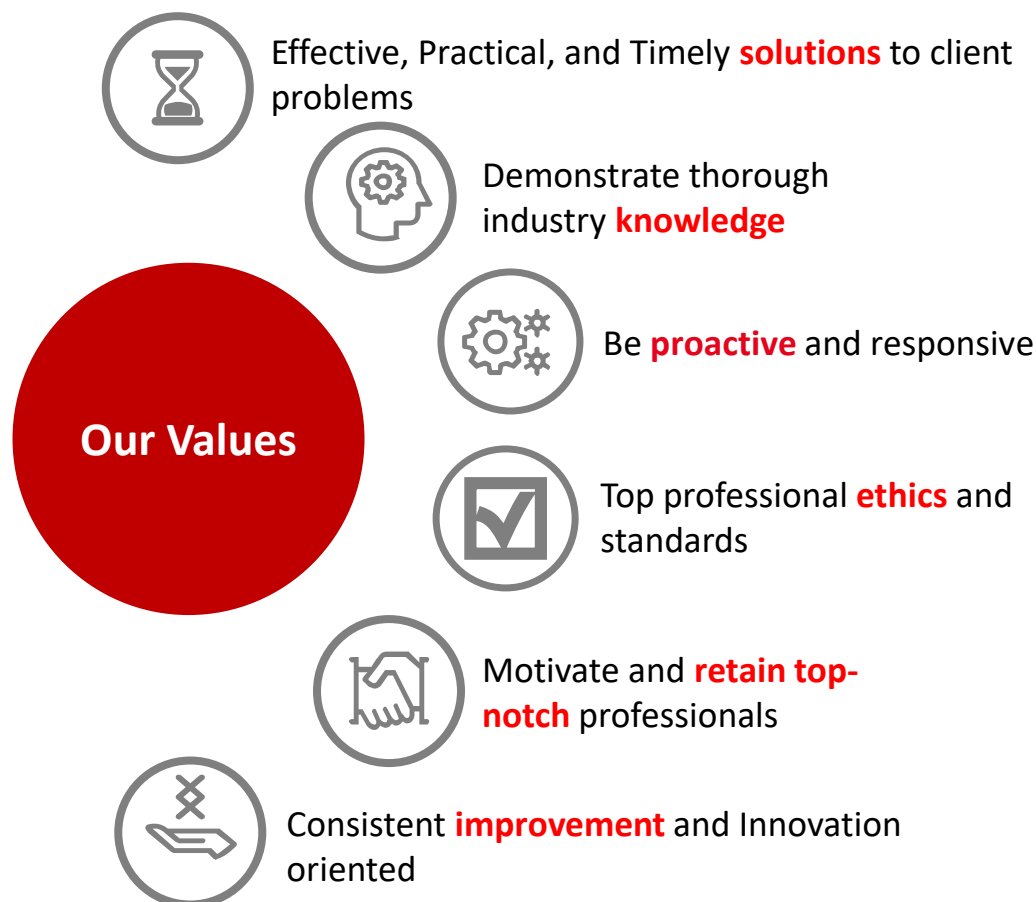 Effective, Practical, and Timely solutions to client
problems
Demonstrate thorough
industry knowledge
Be proactive and responsive
Our Values
Top professional ethics and
standards
Motivate and retain top-
notch professionals
Consistent improvement and Innovation
oriented